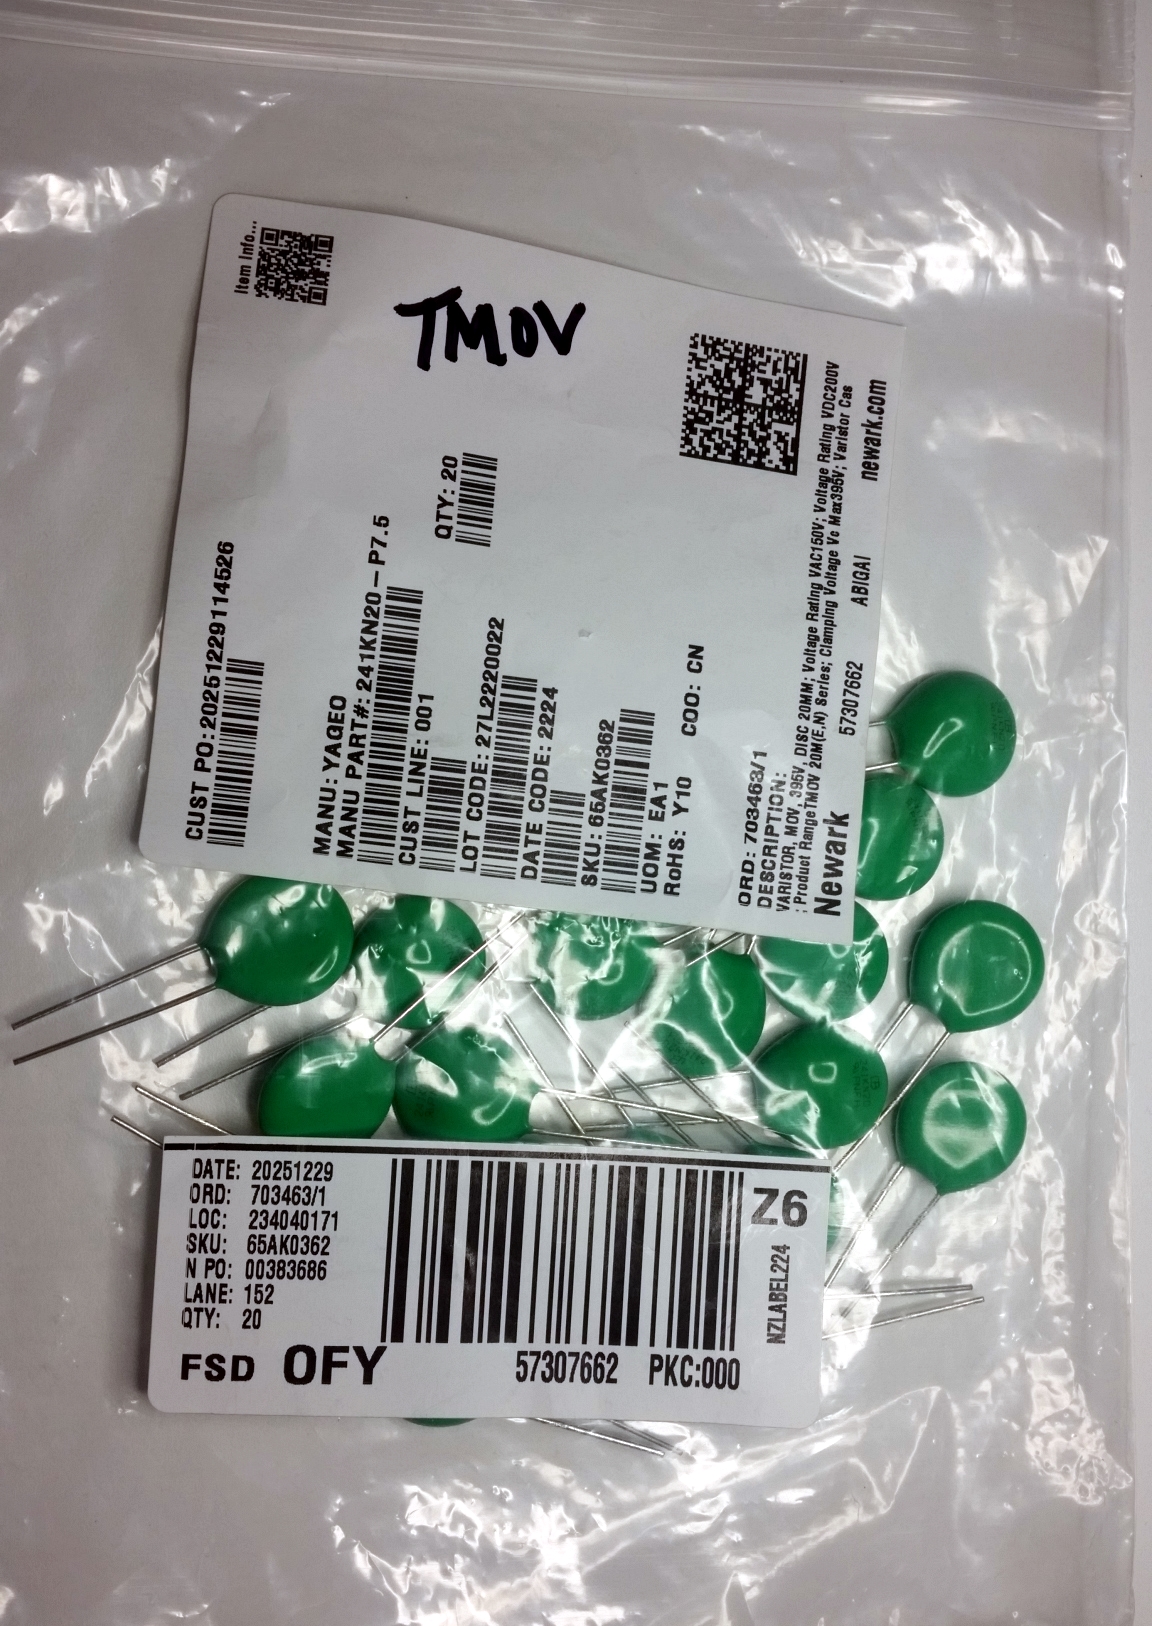 Item Info...
TMOV
CUST PO:20251229114526
MANU: YAGEO
MANU PART#: 241KN20-P7.5
QTY: 20
CUST LINE: 001
LOT CODE: 27L2220022
DATE CODE: 2224
SKU: 65AK0362
UOM: EA1
RoHS: Y10 COO: CN
ORD: 703463/1
DESCRIPTION:
VARISTOR, MOV, 395V, DISC 20MM; Voltage Rating VAC150V; Voltage Rating VDC200V
; Product RangeTMOV 20M(E,N) Series; Clamping Voltage Vc Max395V; Varistor Cas
Newark 57307662 ABIGAI newark.com
DATE: 20251229
ORD: 703463/1
LOC: 234040171
SKU: 65AK0362
N PO: 00383686
LANE: 152
QTY: 20
FSD OFY
57307662 PKC:000
Z6
NZLABEL224